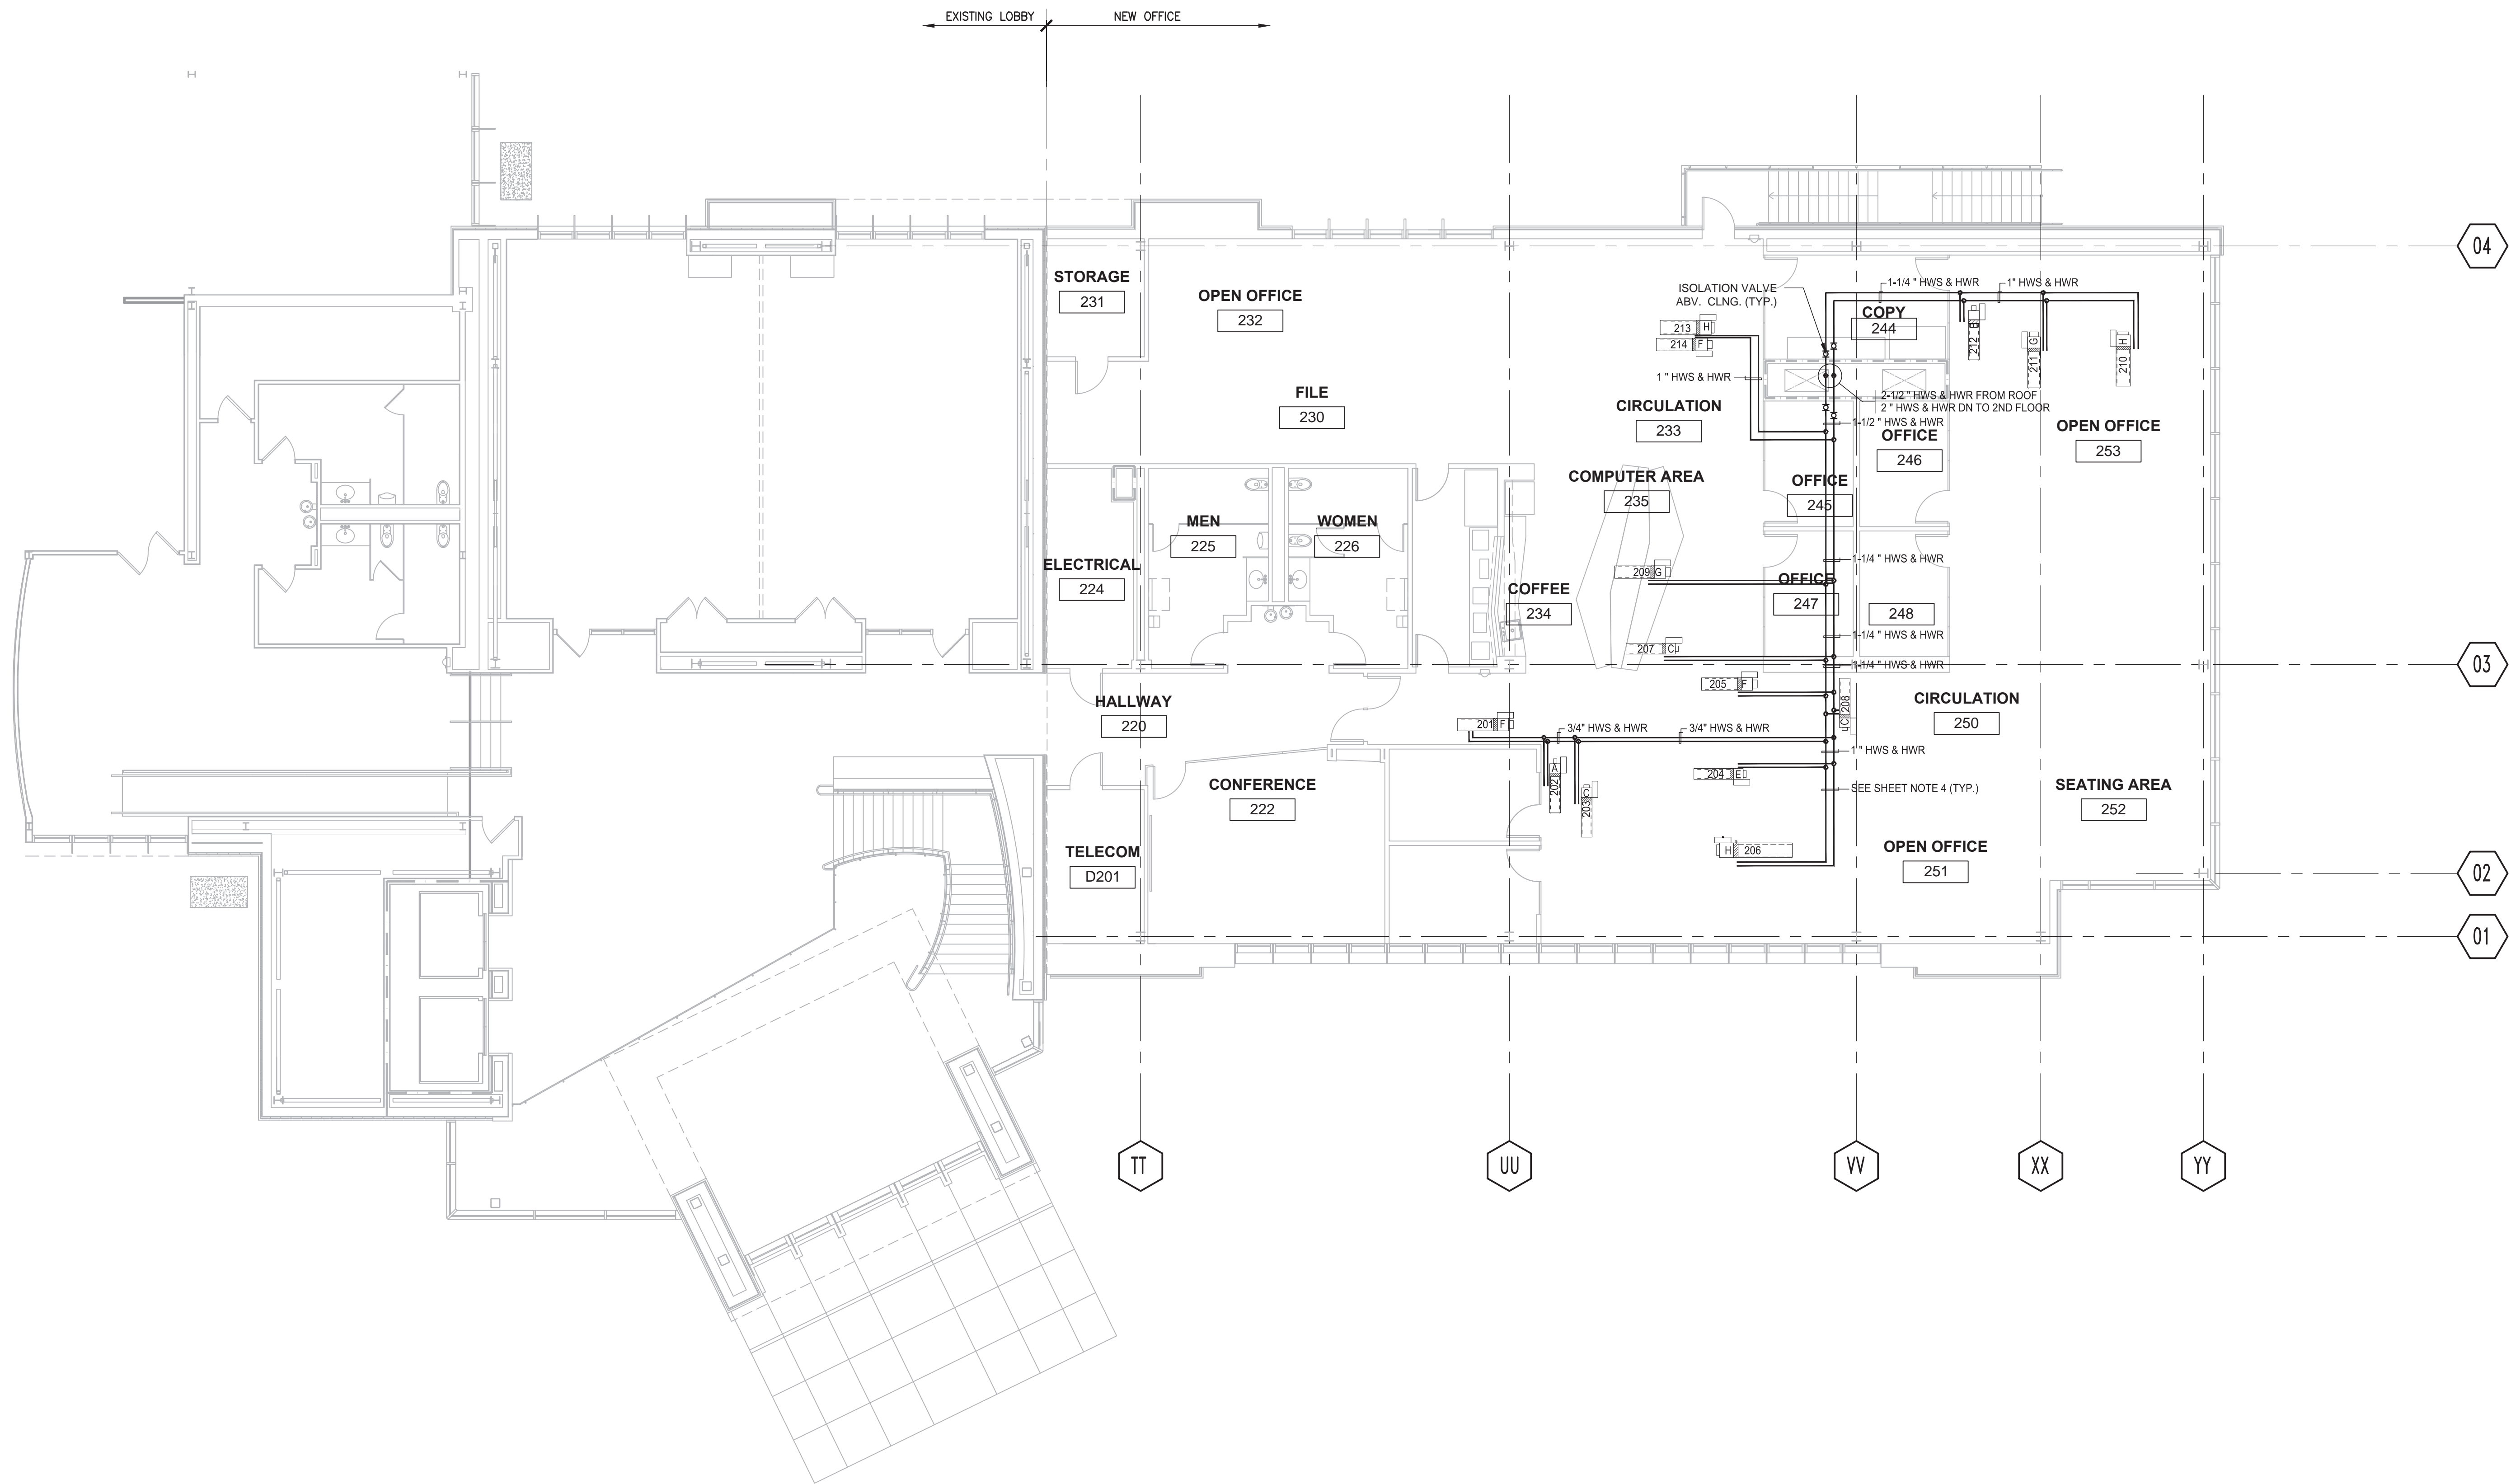 EXISTING LOBBY
NEW OFFICE
04
STORAGE
231
OPEN OFFICE
232
ISOLATION VALVE
ABV. CLNG. (TYP.)
1-1/4 " HWS & HWR
1" HWS & HWR
COPY
244
213 H
214 F
212 B
211 G
210 H
1 " HWS & HWR
FILE
230
CIRCULATION
233
2-1/2 " HWS & HWR FROM ROOF
2 " HWS & HWR DN TO 2ND FLOOR
1-1/2 " HWS & HWR
OFFICE
246
OPEN OFFICE
253
COMPUTER AREA
235
OFFICE
245
MEN
225
WOMEN
226
ELECTRICAL
224
1-1/4 " HWS & HWR
209 G
COFFEE
234
OFFICE
247
248
1-1/4 " HWS & HWR
207 C
1-1/4 " HWS & HWR
03
205 F
208 C
HALLWAY
220
CIRCULATION
250
201 F
3/4" HWS & HWR
3/4" HWS & HWR
1 " HWS & HWR
202 A
203 C
204 E
CONFERENCE
222
SEE SHEET NOTE 4 (TYP.)
SEATING AREA
252
TELECOM
D201
H 206
OPEN OFFICE
251
02
01
TT
UU
VV
XX
YY